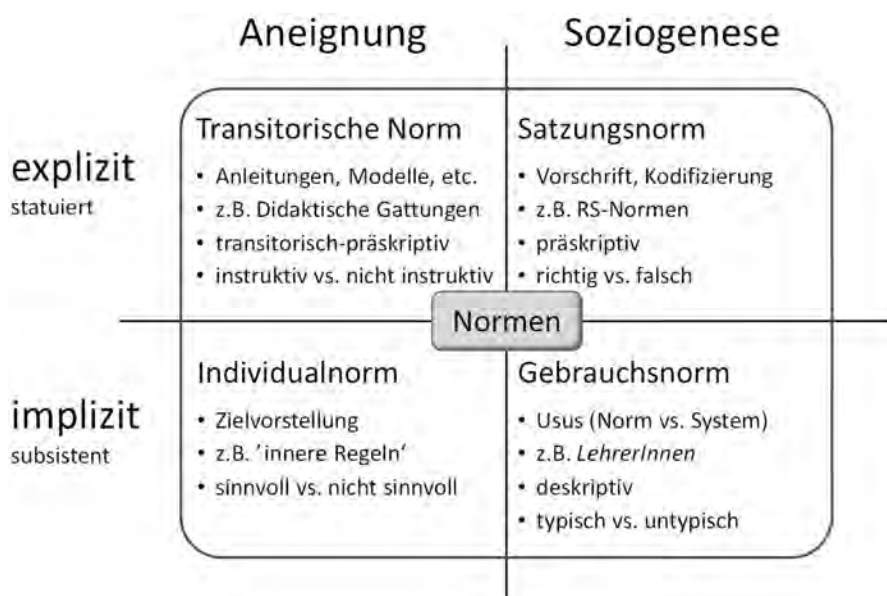 Aneignung
Soziogenese
explizit
statuiert
Transitorische Norm
• Anleitungen, Modelle, etc.
• z.B. Didaktische Gattungen
• transitorisch-präskriptiv
• instruktiv vs. nicht instruktiv
Satzungsnorm
• Vorschrift, Kodifizierung
• z.B. RS-Normen
• präskriptiv
• richtig vs. falsch
Normen
implizit
subsistent
Individualnorm
• Zielvorstellung
• z.B. ’innere Regeln‘
• sinnvoll vs. nicht sinnvoll
Gebrauchsnorm
• Usus (Norm vs. System)
• z.B. LehrerInnen
• deskriptiv
• typisch vs. untypisch